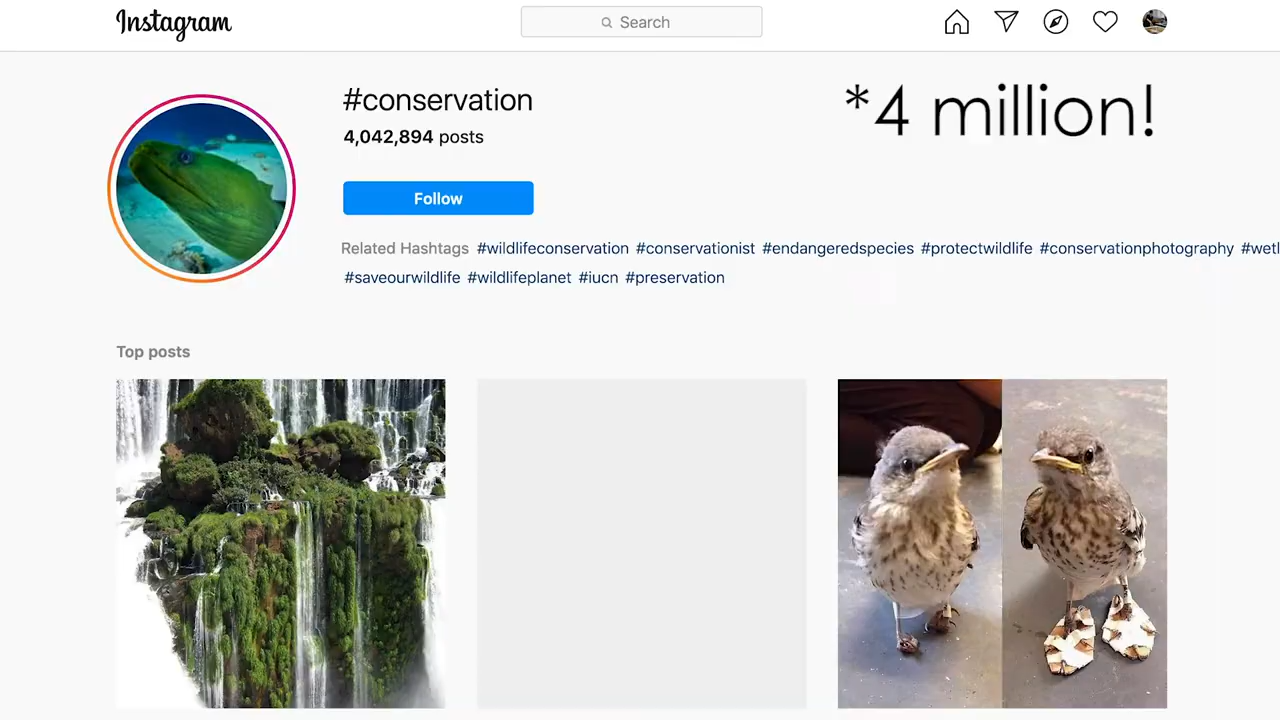 Instagram
Search
#conservation
*4 million!
4,042,894 posts
Follow
Related Hashtags #wildlifeconservation #conservationist #endangeredspecies #protectwildlife #conservationphotography #wetl
#saveourwildlife #wildlifeplanet #iucn #preservation
Top posts